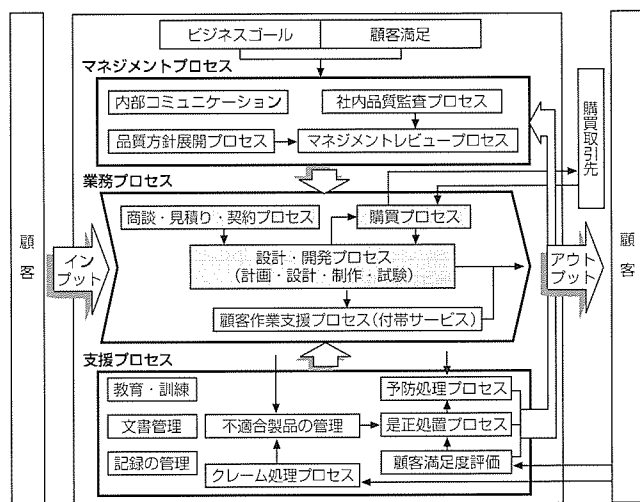 ビジネスゴール
顧客満足
マネジメントプロセス
内部コミュニケーション
社内品質監査プロセス
品質方針展開プロセス
マネジメントレビュープロセス
購買取引先
業務プロセス
商談・見積り・契約プロセス
購買プロセス
顧客
イン
プット
設計・開発プロセス
(計画・設計・制作・試験)
アウト
プット
顧客
顧客作業支援プロセス(付帯サービス)
支援プロセス
教育・訓練
予防処理プロセス
文書管理
不適合製品の管理
是正処置プロセス
記録の管理
クレーム処理プロセス
顧客満足度評価